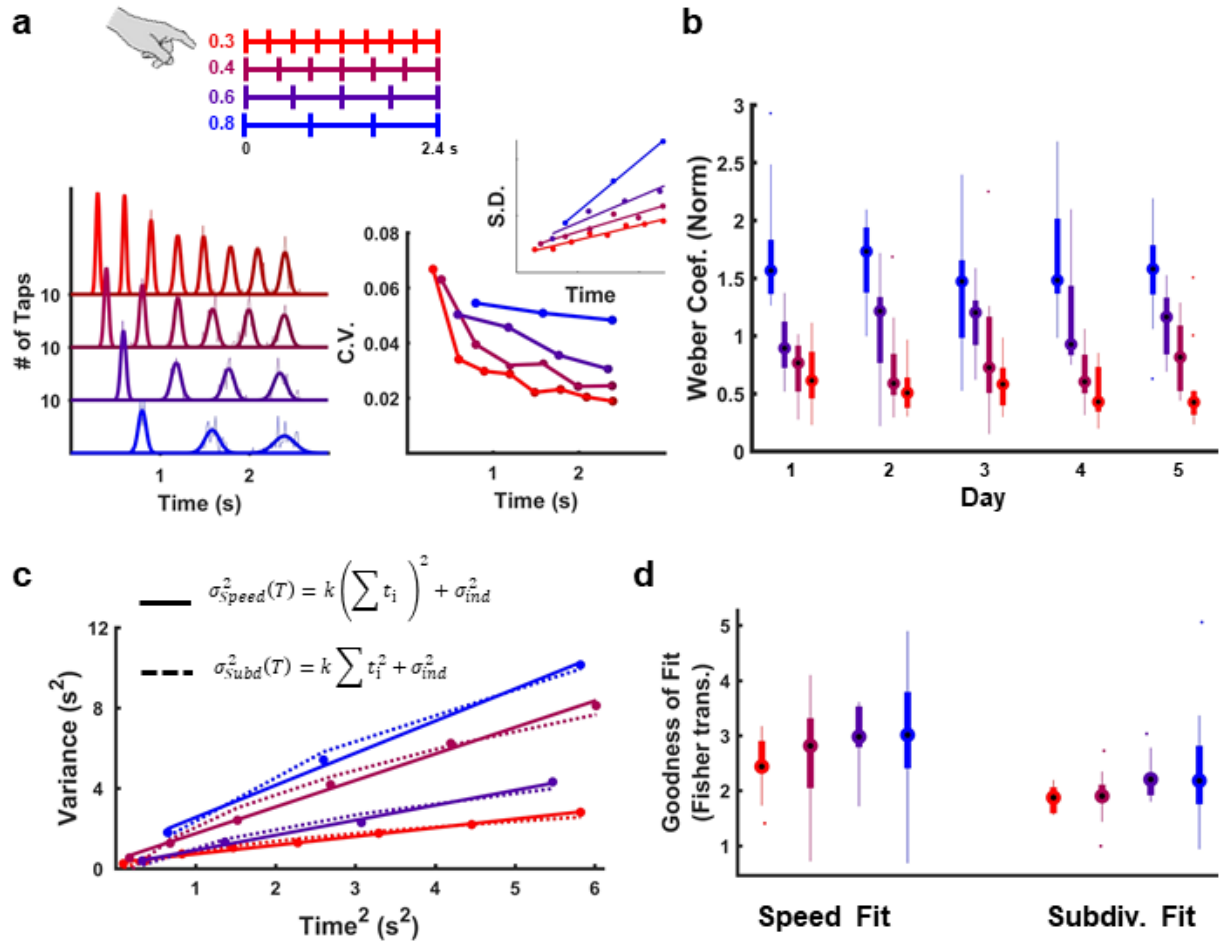 a
0.3
0.4
0.6
0.8
0
2.4 s
# of Taps
10
10
10
1
2
Time (s)
C.V.
0.08
0.06
0.04
0.02
1
2
Time (s)
S.D.
Time
b
Weber Coef. (Norm)
3
2.5
2
1.5
1
0.5
0
1
2
3
4
5
Day
c
σ²Speed(T) = k(∑ tᵢ)² + σ²ind
σ²Subd(T) = k ∑ tᵢ² + σ²ind
Variance (s²)
12
8
4
0
1
2
3
4
5
6
Time² (s²)
d
Goodness of Fit
(Fisher trans.)
5
4
3
2
1
Speed Fit
Subdiv. Fit